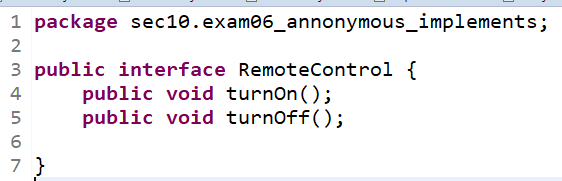 1 package sec10.exam06_annonymous_implements;
2
3 public interface RemoteControl {
4     public void turnOn();
5     public void turnOff();
6
7 }